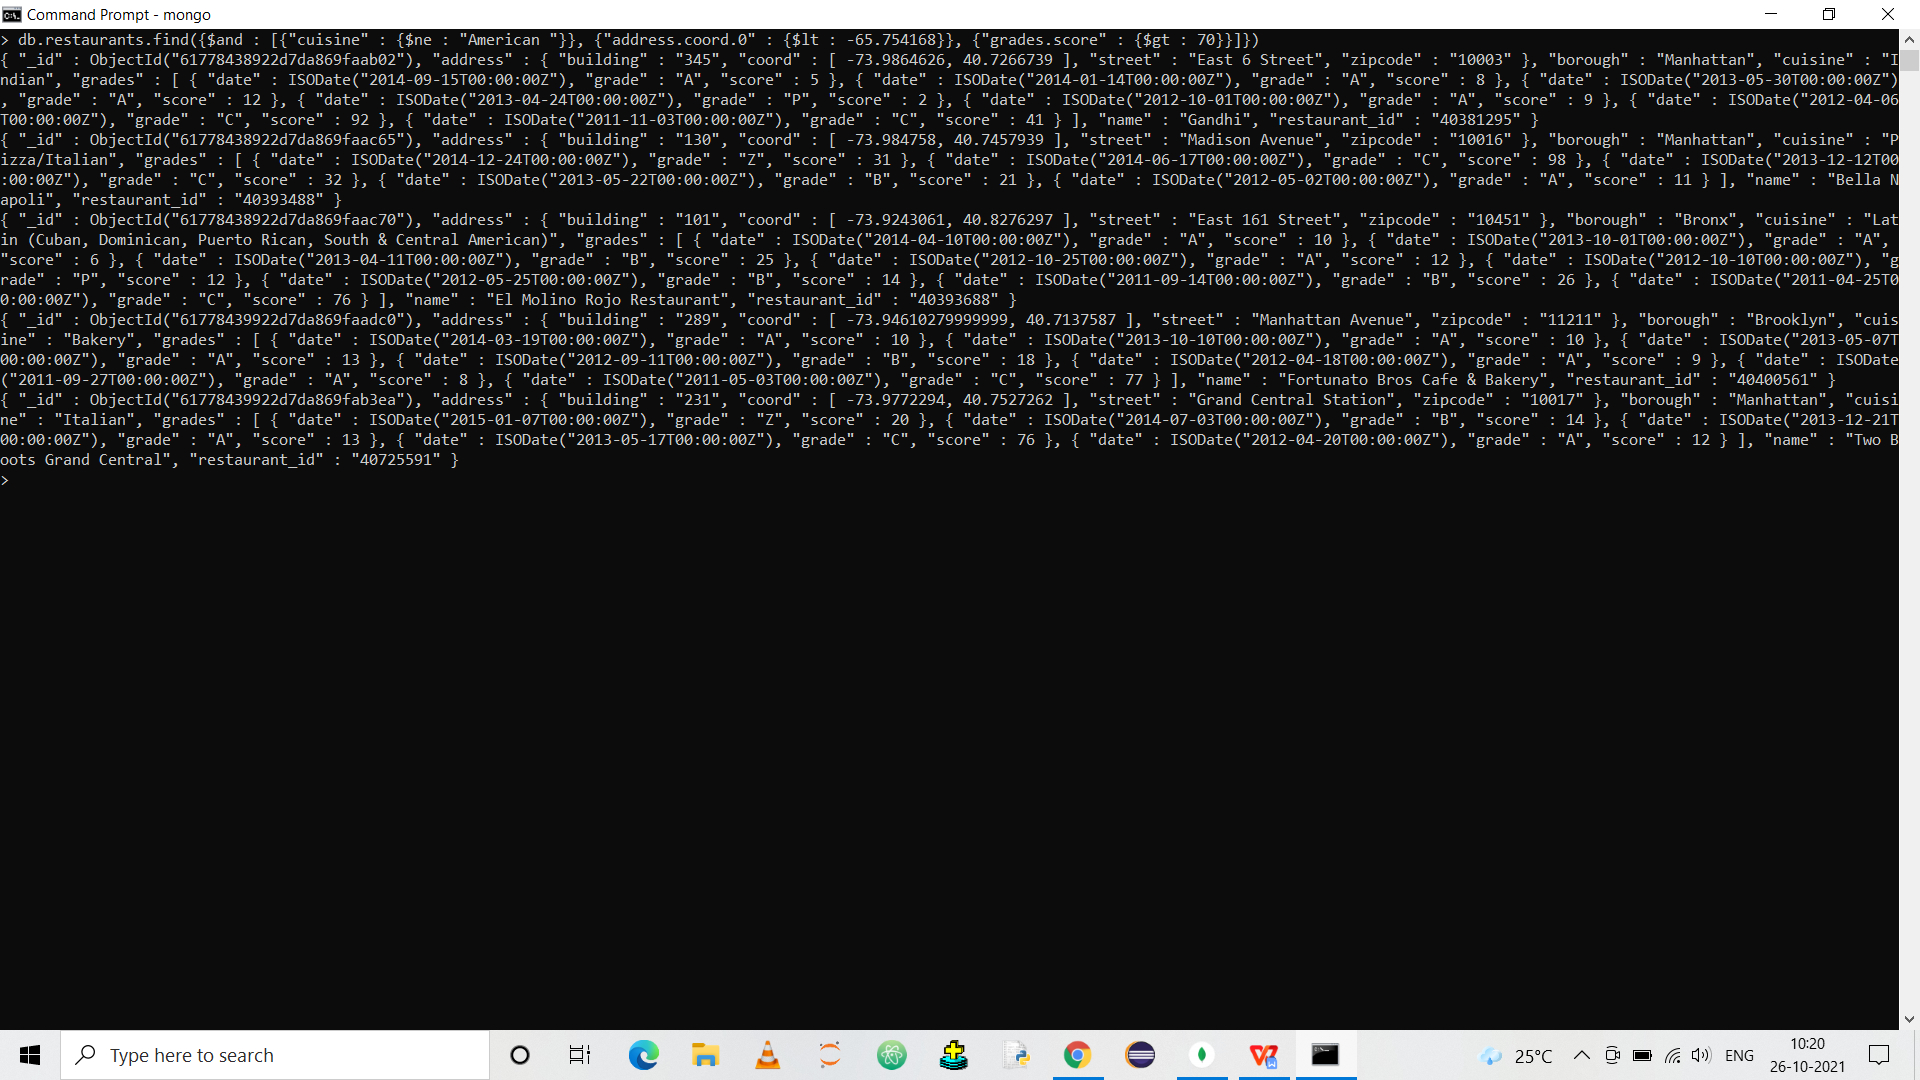 Command Prompt - mongo
> db.restaurants.find({$and : [{"cuisine" : {$ne : "American "}}, {"address.coord.0" : {$lt : -65.754168}}, {"grades.score" : {$gt : 70}}]})
{ "_id" : ObjectId("61778438922d7da869faab02"), "address" : { "building" : "345", "coord" : [ -73.9864626, 40.7266739 ], "street" : "East 6 Street", "zipcode" : "10003" }, "borough" : "Manhattan", "cuisine" : "I
ndian", "grades" : [ { "date" : ISODate("2014-09-15T00:00:00Z"), "grade" : "A", "score" : 5 }, { "date" : ISODate("2014-01-14T00:00:00Z"), "grade" : "A", "score" : 8 }, { "date" : ISODate("2013-05-30T00:00:00Z")
, "grade" : "A", "score" : 12 }, { "date" : ISODate("2013-04-24T00:00:00Z"), "grade" : "P", "score" : 2 }, { "date" : ISODate("2012-10-01T00:00:00Z"), "grade" : "A", "score" : 9 }, { "date" : ISODate("2012-04-06
T00:00:00Z"), "grade" : "C", "score" : 92 }, { "date" : ISODate("2011-11-03T00:00:00Z"), "grade" : "C", "score" : 41 } ], "name" : "Gandhi", "restaurant_id" : "40381295" }
{ "_id" : ObjectId("61778438922d7da869faac65"), "address" : { "building" : "130", "coord" : [ -73.984758, 40.7457939 ], "street" : "Madison Avenue", "zipcode" : "10016" }, "borough" : "Manhattan", "cuisine" : "P
izza/Italian", "grades" : [ { "date" : ISODate("2014-12-24T00:00:00Z"), "grade" : "Z", "score" : 31 }, { "date" : ISODate("2014-06-17T00:00:00Z"), "grade" : "C", "score" : 98 }, { "date" : ISODate("2013-12-12T00
:00:00Z"), "grade" : "C", "score" : 32 }, { "date" : ISODate("2013-05-22T00:00:00Z"), "grade" : "B", "score" : 21 }, { "date" : ISODate("2012-05-02T00:00:00Z"), "grade" : "A", "score" : 11 } ], "name" : "Bella N
apoli", "restaurant_id" : "40393488" }
{ "_id" : ObjectId("61778438922d7da869faac70"), "address" : { "building" : "101", "coord" : [ -73.9243061, 40.8276297 ], "street" : "East 161 Street", "zipcode" : "10451" }, "borough" : "Bronx", "cuisine" : "Lat
in (Cuban, Dominican, Puerto Rican, South & Central American)", "grades" : [ { "date" : ISODate("2014-04-10T00:00:00Z"), "grade" : "A", "score" : 10 }, { "date" : ISODate("2013-10-01T00:00:00Z"), "grade" : "A",
"score" : 6 }, { "date" : ISODate("2013-04-11T00:00:00Z"), "grade" : "B", "score" : 25 }, { "date" : ISODate("2012-10-25T00:00:00Z"), "grade" : "A", "score" : 12 }, { "date" : ISODate("2012-10-10T00:00:00Z"), "g
rade" : "P", "score" : 12 }, { "date" : ISODate("2012-05-25T00:00:00Z"), "grade" : "B", "score" : 14 }, { "date" : ISODate("2011-09-14T00:00:00Z"), "grade" : "B", "score" : 26 }, { "date" : ISODate("2011-04-25T0
0:00:00Z"), "grade" : "C", "score" : 76 } ], "name" : "El Molino Rojo Restaurant", "restaurant_id" : "40393688" }
{ "_id" : ObjectId("61778439922d7da869faadc0"), "address" : { "building" : "289", "coord" : [ -73.94610279999999, 40.7137587 ], "street" : "Manhattan Avenue", "zipcode" : "11211" }, "borough" : "Brooklyn", "cuis
ine" : "Bakery", "grades" : [ { "date" : ISODate("2014-03-19T00:00:00Z"), "grade" : "A", "score" : 10 }, { "date" : ISODate("2013-10-10T00:00:00Z"), "grade" : "A", "score" : 10 }, { "date" : ISODate("2013-05-07T
00:00:00Z"), "grade" : "A", "score" : 13 }, { "date" : ISODate("2012-09-11T00:00:00Z"), "grade" : "B", "score" : 18 }, { "date" : ISODate("2012-04-18T00:00:00Z"), "grade" : "A", "score" : 9 }, { "date" : ISODate
("2011-09-27T00:00:00Z"), "grade" : "A", "score" : 8 }, { "date" : ISODate("2011-05-03T00:00:00Z"), "grade" : "C", "score" : 77 } ], "name" : "Fortunato Bros Cafe & Bakery", "restaurant_id" : "40400561" }
{ "_id" : ObjectId("61778439922d7da869fab3ea"), "address" : { "building" : "231", "coord" : [ -73.9772294, 40.7527262 ], "street" : "Grand Central Station", "zipcode" : "10017" }, "borough" : "Manhattan", "cuisi
ne" : "Italian", "grades" : [ { "date" : ISODate("2015-01-07T00:00:00Z"), "grade" : "Z", "score" : 20 }, { "date" : ISODate("2014-07-03T00:00:00Z"), "grade" : "B", "score" : 14 }, { "date" : ISODate("2013-12-21T
00:00:00Z"), "grade" : "A", "score" : 13 }, { "date" : ISODate("2013-05-17T00:00:00Z"), "grade" : "C", "score" : 76 }, { "date" : ISODate("2012-04-20T00:00:00Z"), "grade" : "A", "score" : 12 } ], "name" : "Two B
oots Grand Central", "restaurant_id" : "40725591" }
>
Type here to search
25°C
ENG
10:20
26-10-2021